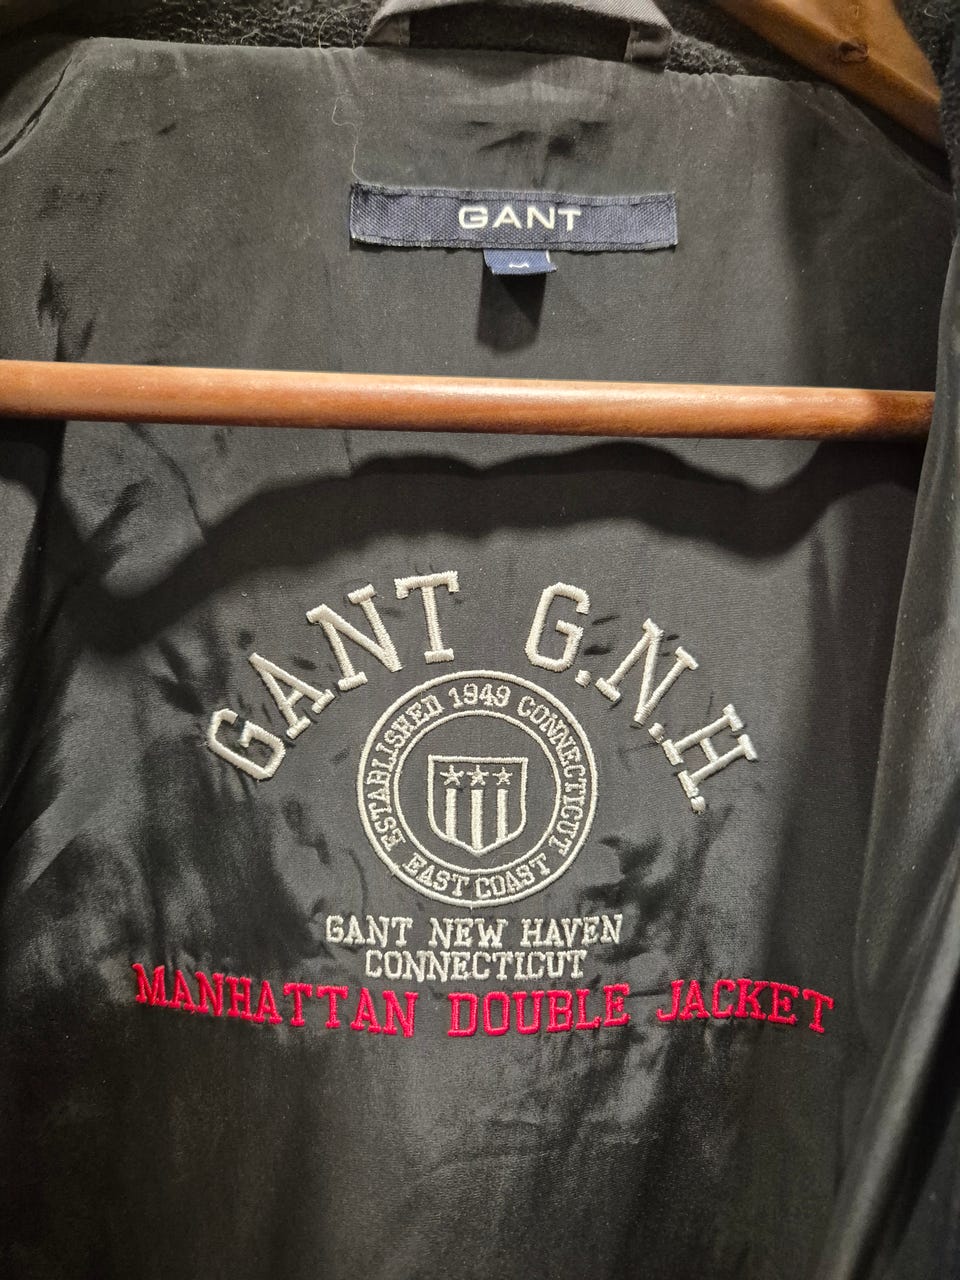 GANT
GANT G.N.H.
ESTABLISHED 1949 CONNECTICUT
EAST COAST
GANT NEW HAVEN
CONNECTICUT
MANHATTAN DOUBLE JACKET